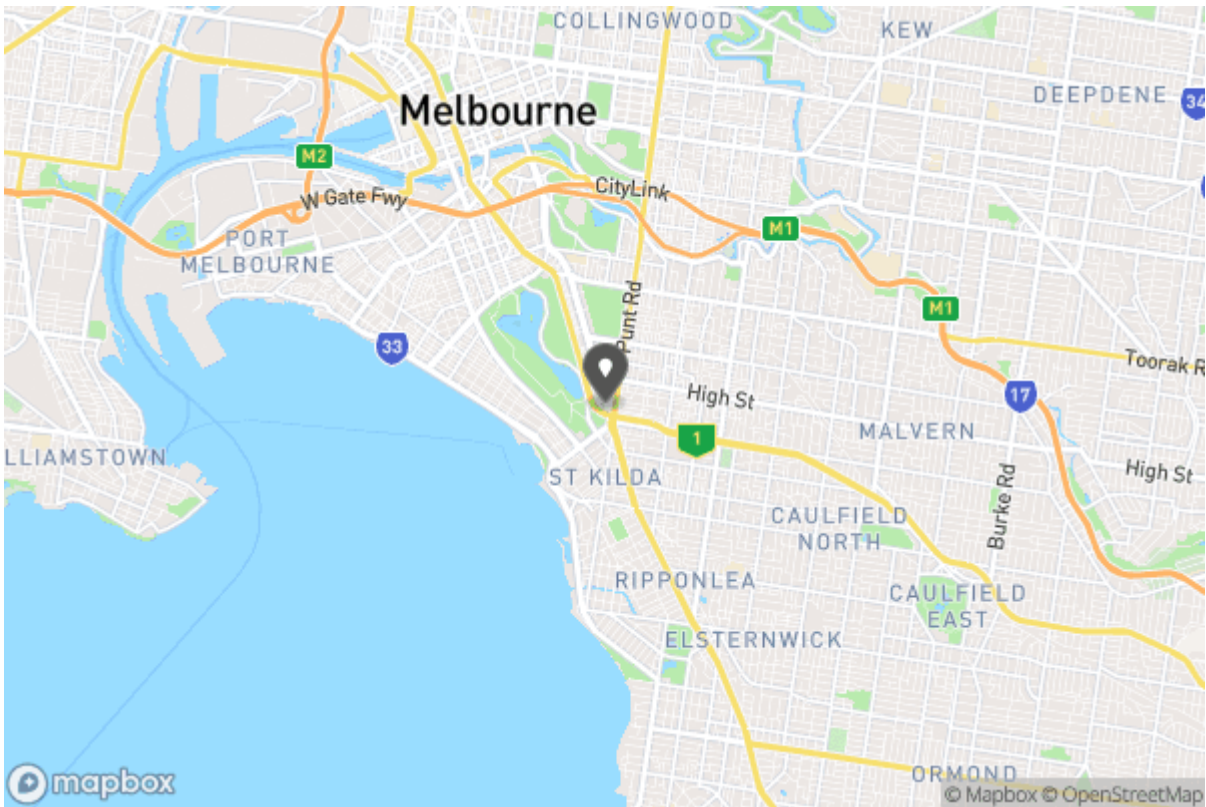 COLLINGWOOD
KEW
DEEPDENE
34
Melbourne
M2
CityLink
W Gate Fwy
M1
PORT
MELBOURNE
M1
Punt Rd
33
Toorak R
17
High St
1
MALVERN
LLIAMSTOWN
ST KILDA
High St
Burke Rd
CAULFIELD
NORTH
RIPPONLEA
CAULFIELD
EAST
ELSTERNWICK
ORMOND
mapbox
© Mapbox © OpenStreetMap